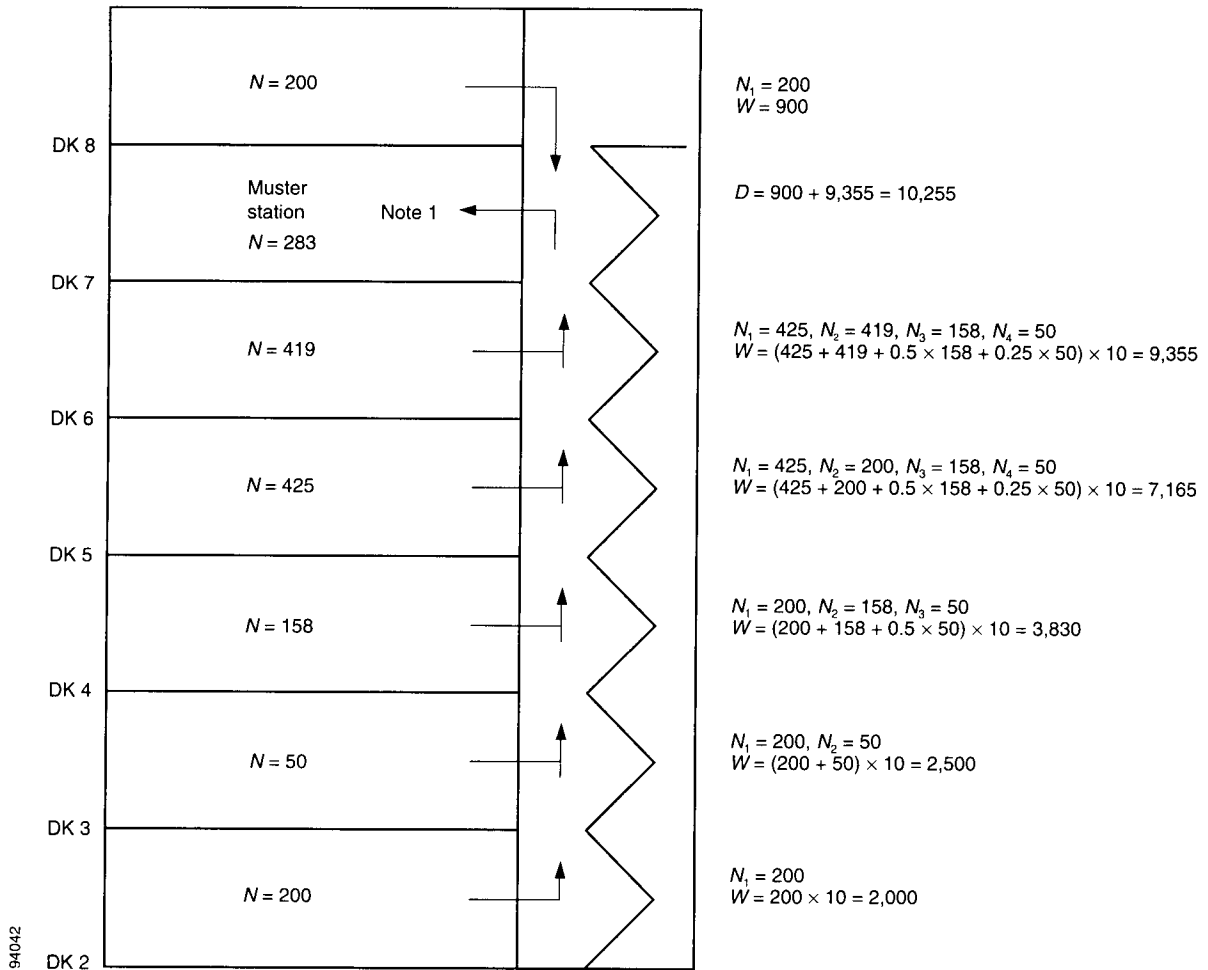 N = 200
N₁ = 200
W = 900
DK 8
Muster
station
Note 1
N = 283
D = 900 + 9,355 = 10,255
DK 7
N = 419
N₁ = 425, N₂ = 419, N₃ = 158, N₄ = 50
W = (425 + 419 + 0.5 × 158 + 0.25 × 50) × 10 = 9,355
DK 6
N = 425
N₁ = 425, N₂ = 200, N₃ = 158, N₄ = 50
W = (425 + 200 + 0.5 × 158 + 0.25 × 50) × 10 = 7,165
DK 5
N = 158
N₁ = 200, N₂ = 158, N₃ = 50
W = (200 + 158 + 0.5 × 50) × 10 = 3,830
DK 4
N = 50
N₁ = 200, N₂ = 50
W = (200 + 50) × 10 = 2,500
DK 3
N = 200
N₁ = 200
W = 200 × 10 = 2,000
DK 2
94042